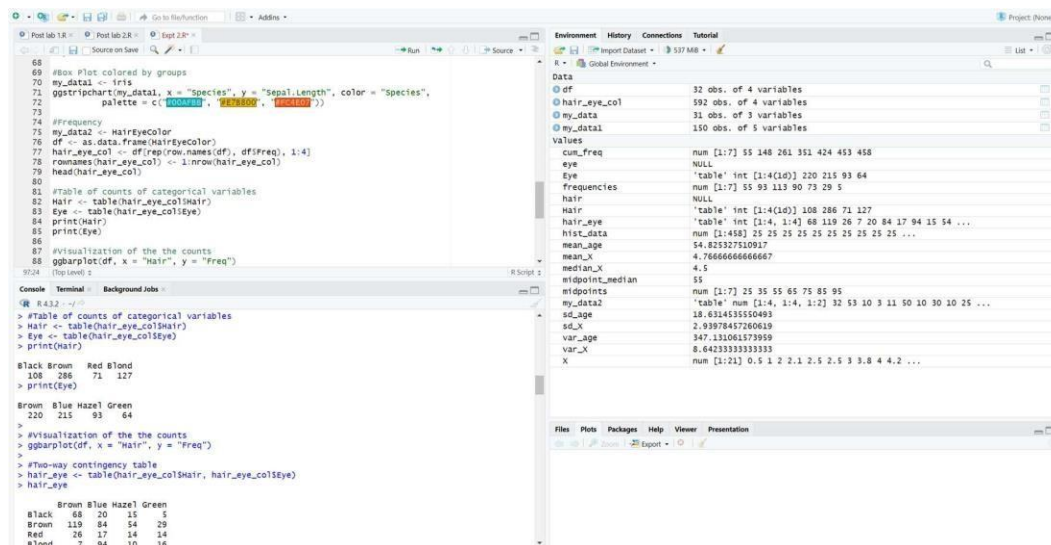 Go to file/function
Addins
Project: (None
Post lab 1.R
Post lab 2.R
Expt 2.R*
Source on Save
Run
Source
68
69 #Box Plot colored by groups
70 my_data1 <- iris
71 ggstripchart(my_data1, x = "Species", y = "Sepal.Length", color = "Species",
72 palette = c("#00AFBB", "#E7B800", "#FC4E07"))
73
74 #Frequency
75 my_data2 <- HairEyeColor
76 df <- as.data.frame(HairEyeColor)
77 hair_eye_col <- df[rep(row.names(df), df$Freq), 1:4]
78 rownames(hair_eye_col) <- 1:nrow(hair_eye_col)
79 head(hair_eye_col)
80
81 #Table of counts of categorical variables
82 Hair <- table(hair_eye_col$Hair)
83 Eye <- table(hair_eye_col$Eye)
84 print(Hair)
85 print(Eye)
86
87 #Visualization of the the counts
88 ggbarplot(df, x = "Hair", y = "Freq")
97:24 (Top Level)
R Script
Console Terminal Background Jobs
R 4.3.2 · ~/
> #Table of counts of categorical variables
> Hair <- table(hair_eye_col$Hair)
> Eye <- table(hair_eye_col$Eye)
> print(Hair)
Black Brown Red Blond
108 286 71 127
> print(Eye)
Brown Blue Hazel Green
220 215 93 64
>
> #Visualization of the the counts
> ggbarplot(df, x = "Hair", y = "Freq")
>
> #Two-way contingency table
> hair_eye <- table(hair_eye_col$Hair, hair_eye_col$Eye)
> hair_eye
Brown Blue Hazel Green
Black 68 20 15 5
Brown 119 84 54 29
Red 26 17 14 14
Blond 7 94 10 16
Environment History Connections Tutorial
Import Dataset
537 MiB
List
R
Global Environment
Data
df 32 obs. of 4 variables
hair_eye_col 592 obs. of 4 variables
my_data 31 obs. of 3 variables
my_data1 150 obs. of 5 variables
Values
cum_freq num [1:7] 55 148 261 351 424 453 458
eye NULL
Eye 'table' int [1:4(1d)] 220 215 93 64
frequencies num [1:7] 55 93 113 90 73 29 5
hair NULL
Hair 'table' int [1:4(1d)] 108 286 71 127
hair_eye 'table' int [1:4, 1:4] 68 119 26 7 20 84 17 94 15 54 ...
hist_data num [1:458] 25 25 25 25 25 25 25 25 25 25 ...
mean_age 54.825327510917
mean_X 4.76666666666667
median_X 4.5
midpoint_median 55
midpoints num [1:7] 25 35 55 65 75 85 95
my_data2 'table' num [1:4, 1:4, 1:2] 32 53 10 3 11 50 10 30 10 25 ...
sd_age 18.6314535550493
sd_X 2.93978457260619
var_age 347.131061573959
var_X 8.64233333333333
X num [1:21] 0.5 1 2 2.1 2.5 2.5 3 3.8 4 4.2 ...
Files Plots Packages Help Viewer Presentation
Zoom
Export